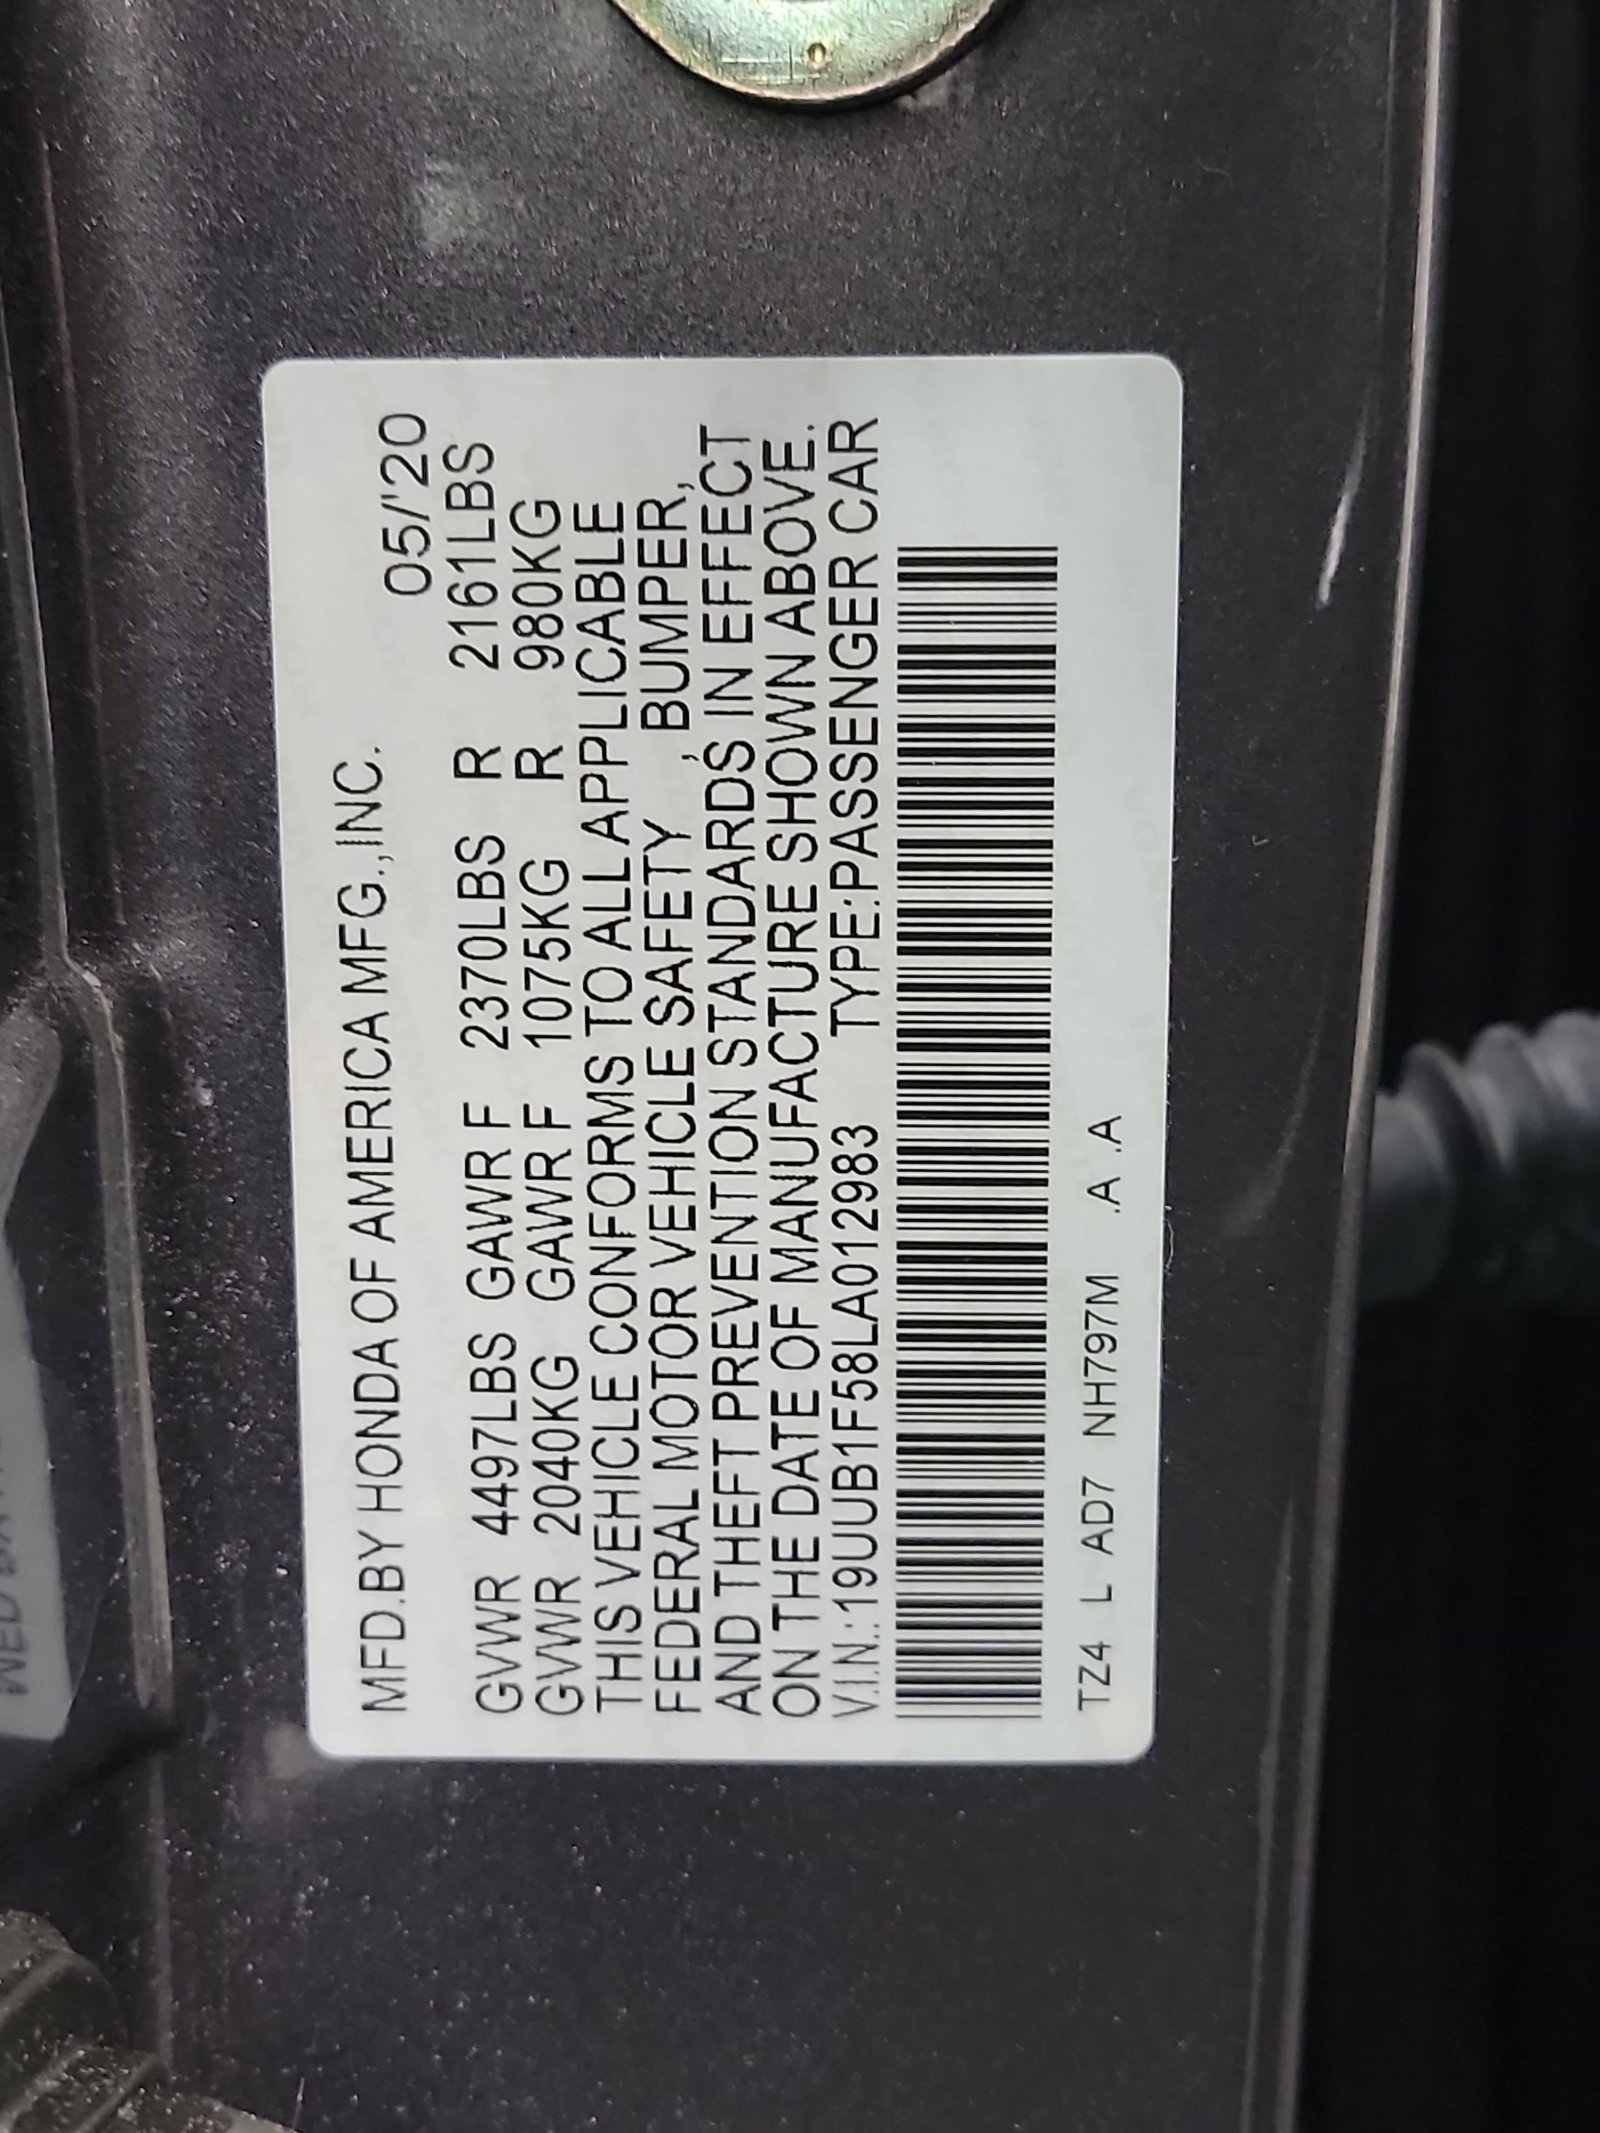 MFD.BY HONDA OF AMERICA MFG.,INC.
05/'20
GVWR 4497LBS GAWR F 2370LBS R 2161LBS
GVWR 2040KG GAWR F 1075KG R 980KG
THIS VEHICLE CONFORMS TO ALL APPLICABLE
FEDERAL MOTOR VEHICLE SAFETY , BUMPER,
AND THEFT PREVENTION STANDARDS IN EFFECT
ON THE DATE OF MANUFACTURE SHOWN ABOVE.
V.I.N.:19UUB1F58LA012983 TYPE:PASSENGER CAR
TZ4 L AD7 NH797M .A .A